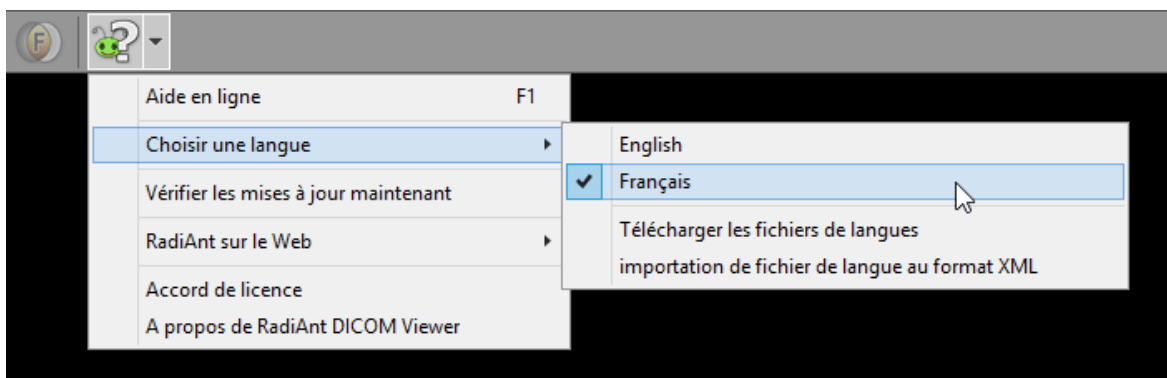 F
?
Aide en ligne F1
Choisir une langue
English
Français
Vérifier les mises à jour maintenant
Télécharger les fichiers de langues
RadiAnt sur le Web
importation de fichier de langue au format XML
Accord de licence
A propos de RadiAnt DICOM Viewer